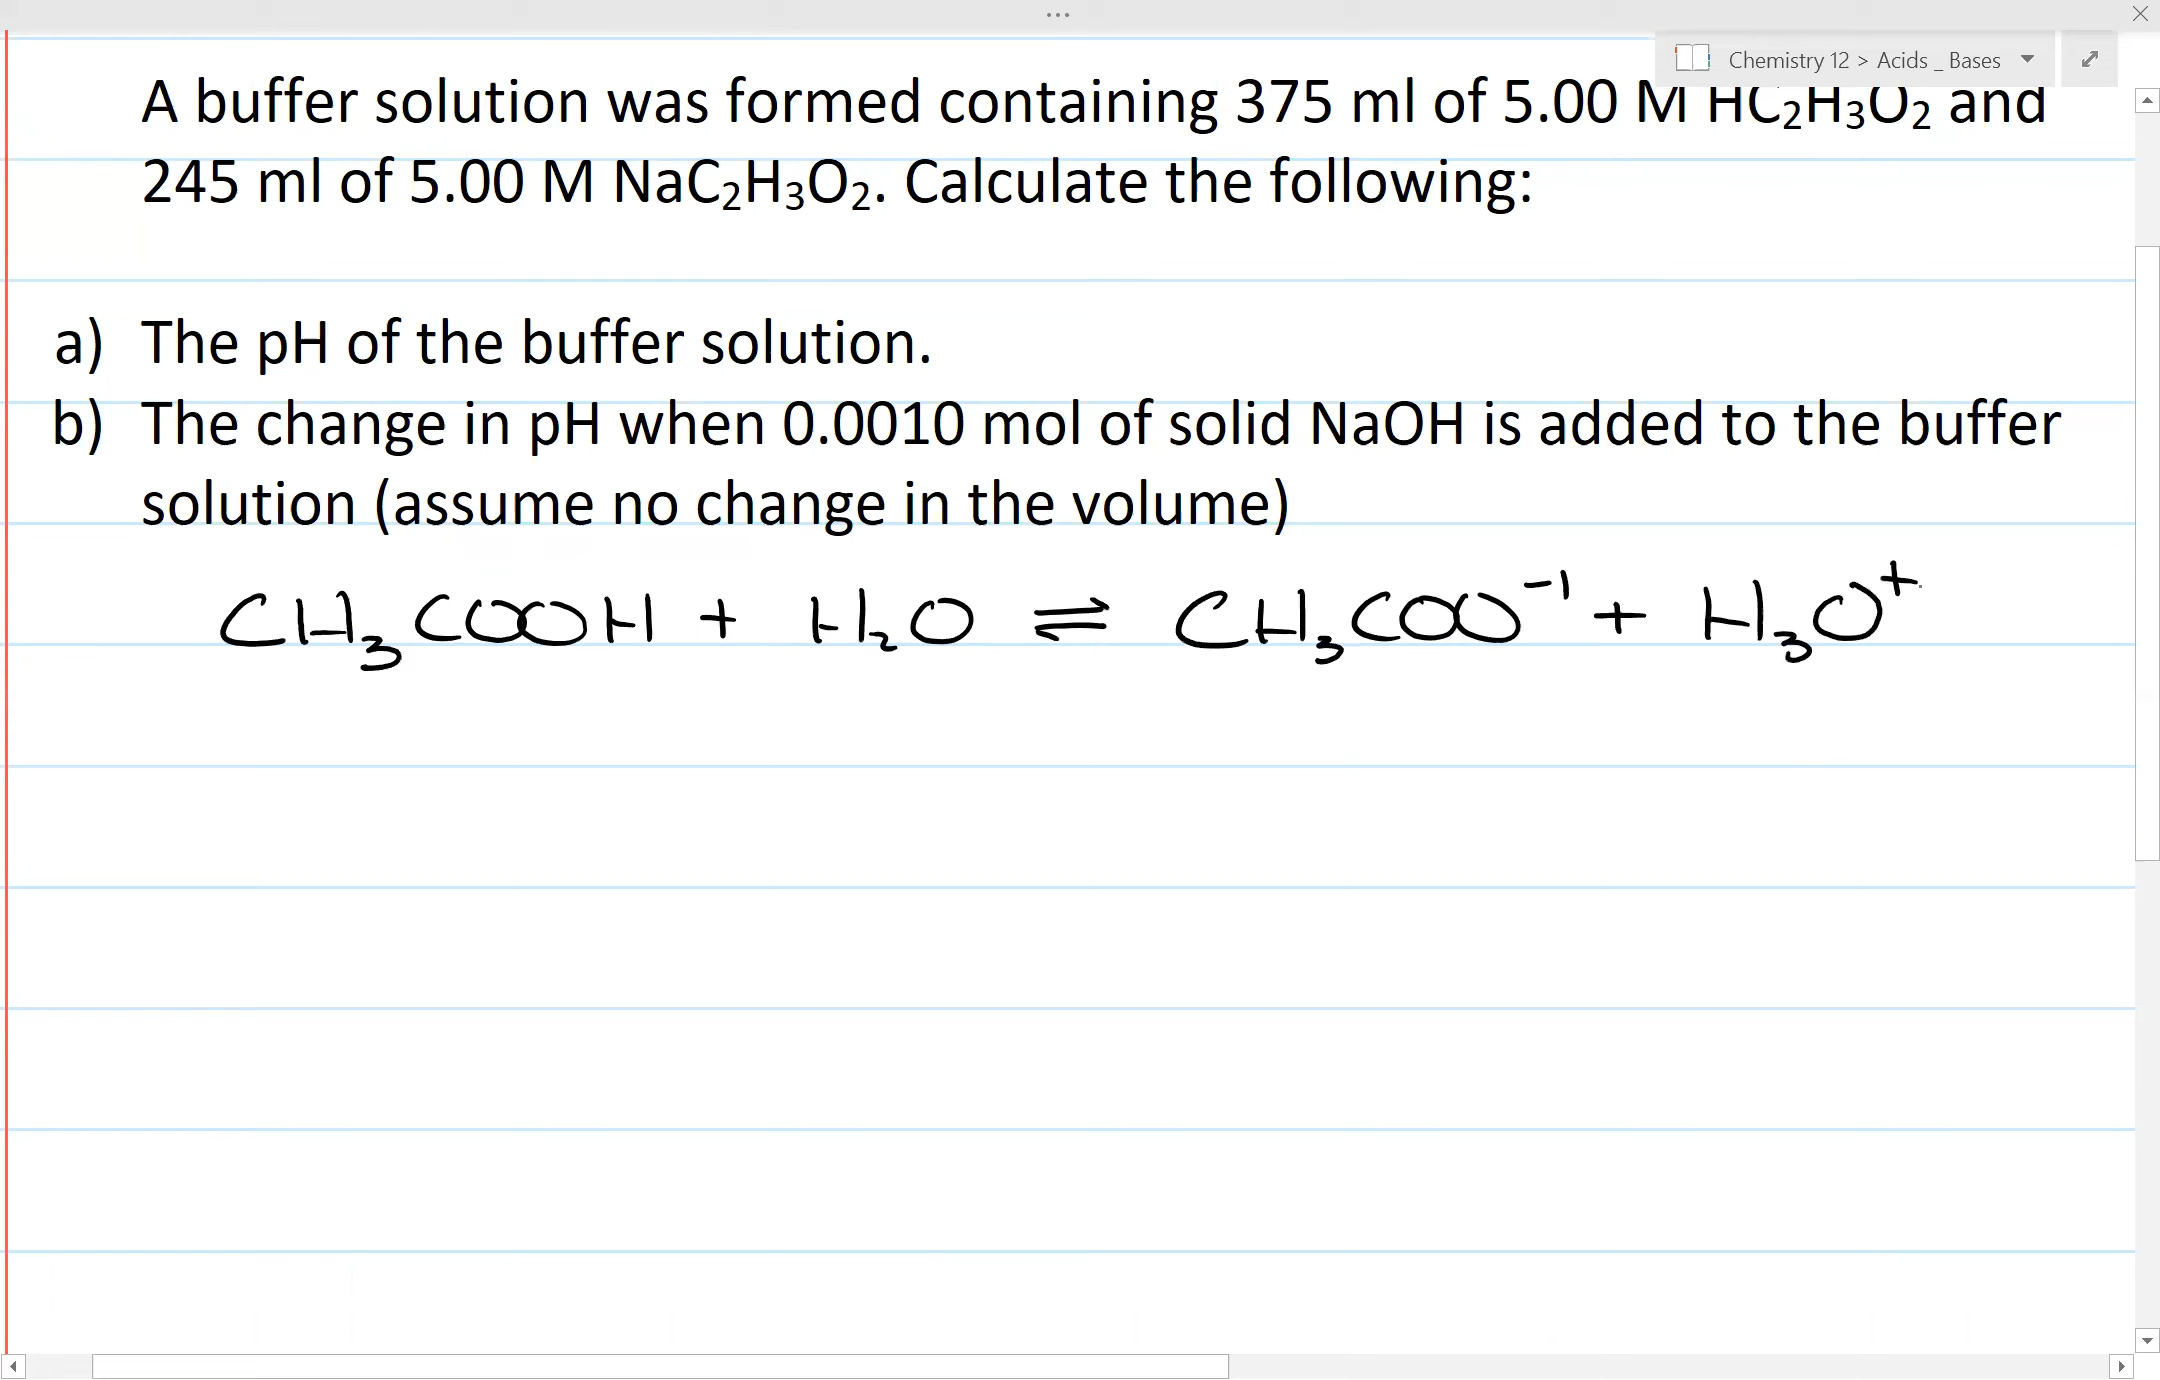 ...
Chemistry 12 > Acids _ Bases
A buffer solution was formed containing 375 ml of 5.00 M HC₂H₃O₂ and
245 ml of 5.00 M NaC₂H₃O₂. Calculate the following:
a) The pH of the buffer solution.
b) The change in pH when 0.0010 mol of solid NaOH is added to the buffer
solution (assume no change in the volume)
CH₃COOH + H₂O ⇌ CH₃COO⁻¹ + H₃O⁺